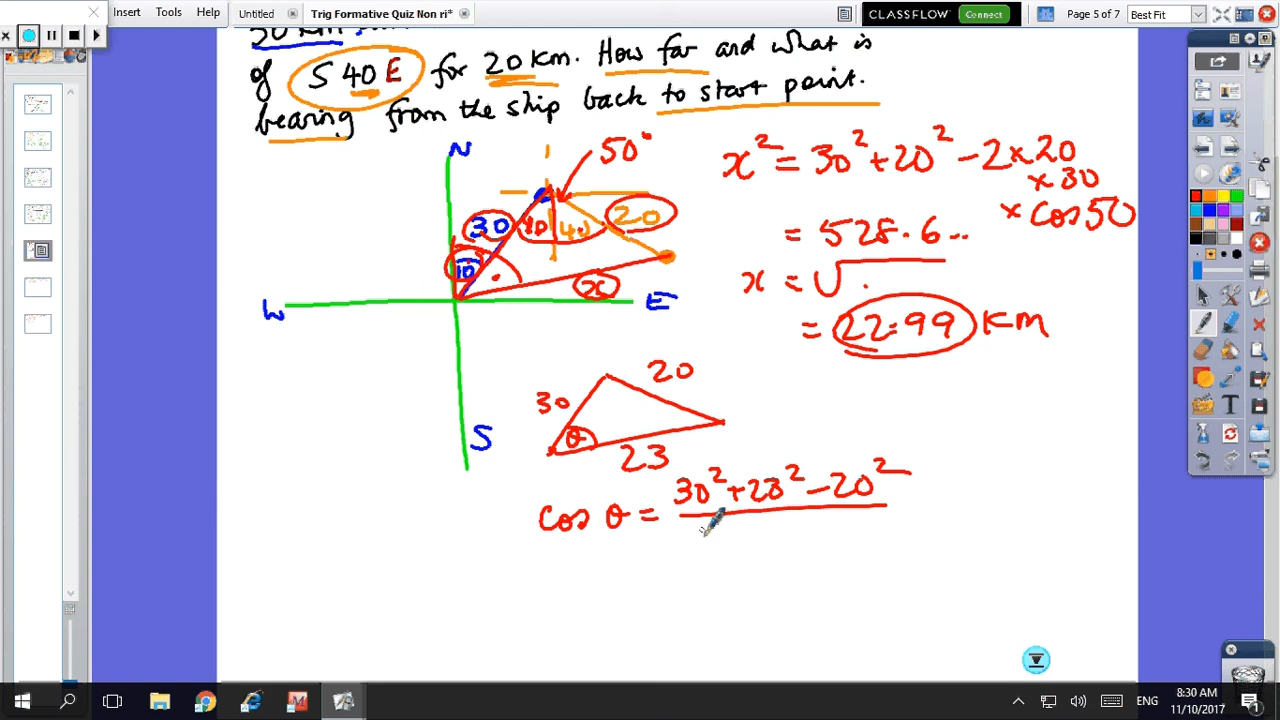 Insert Tools Help Untitled Trig Formative Quiz Non ri* CLASSFLOW Connect Page 5 of 7 Best Fit
30 km
of S 40 E for 20 km. How far and what is
bearing from the ship back to start point.
N
50°
30
10
40
20
10
x
W
E
S
x² = 30² + 20² - 2 × 20
× 30
× cos 50
= 528.6..
x = √ .
= 22.99 KM
20
30
θ
23
cos θ = 30² + 23² - 20²
ENG
8:30 AM
11/10/2017